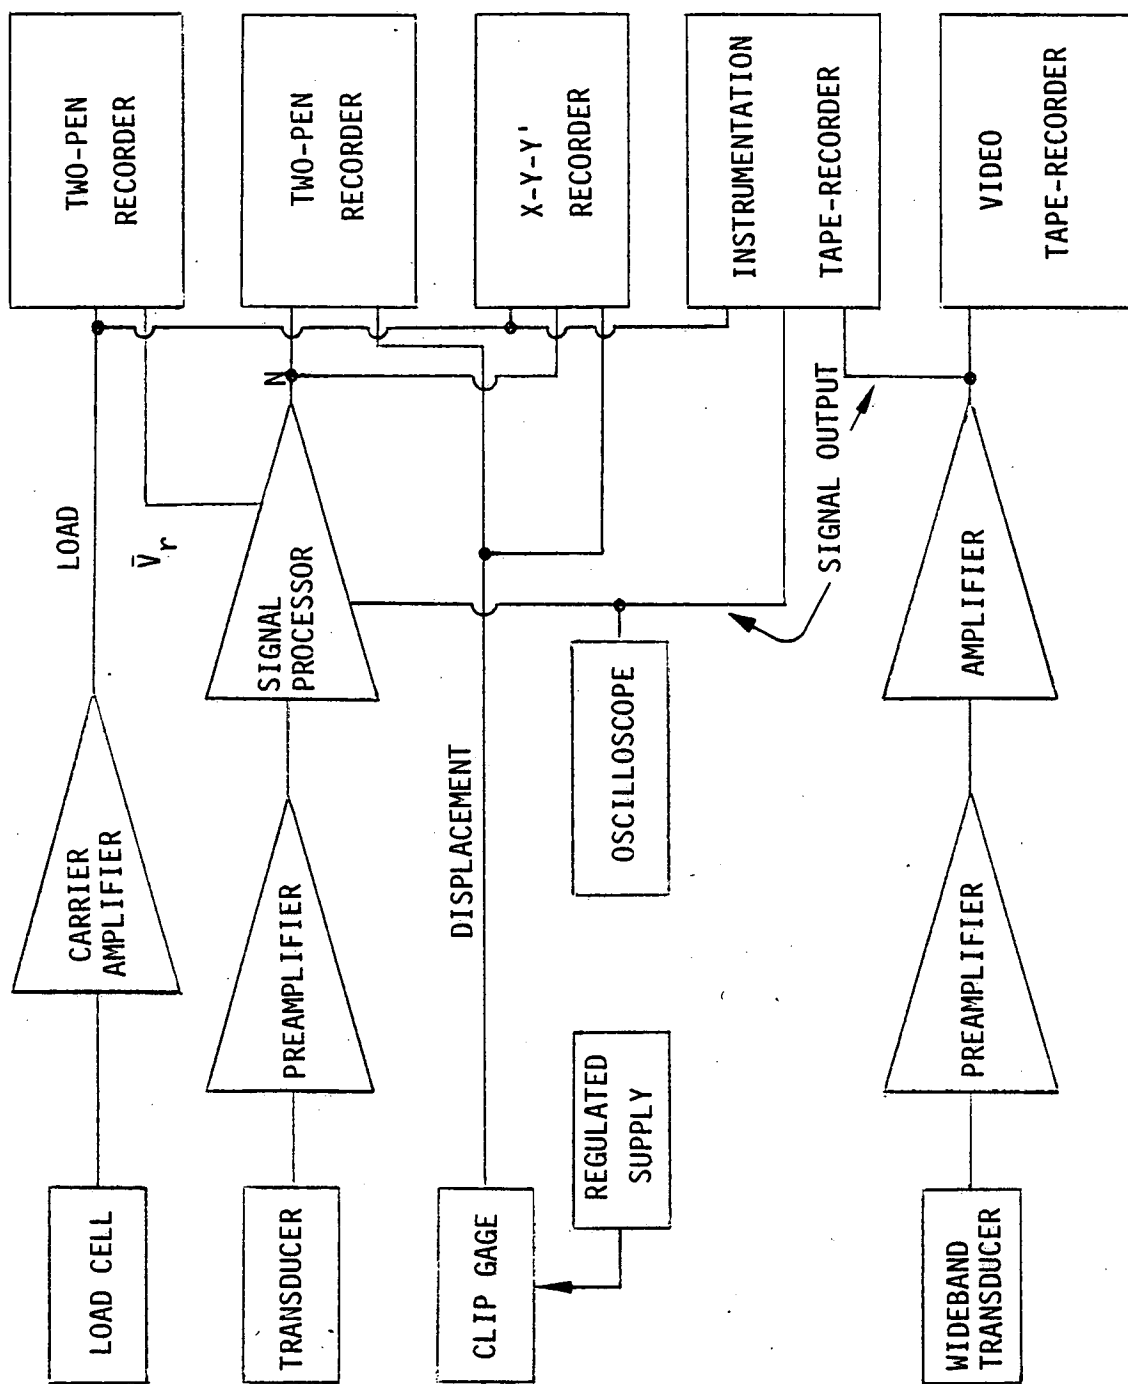 LOAD CELL
CARRIER
AMPLIFIER
LOAD
TWO-PEN
RECORDER
TRANSDUCER
PREAMPLIFIER
SIGNAL
PROCESSOR
V̄r
N
TWO-PEN
RECORDER
CLIP GAGE
DISPLACEMENT
X-Y-Y'
RECORDER
REGULATED
SUPPLY
OSCILLOSCOPE
SIGNAL OUTPUT
INSTRUMENTATION
TAPE-RECORDER
WIDEBAND
TRANSDUCER
PREAMPLIFIER
AMPLIFIER
VIDEO
TAPE-RECORDER